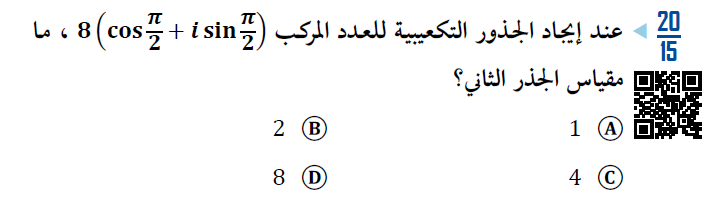 20/15 عند إيجاد الجذور التكعيبية للعدد المركب 8(cos π/2 + i sin π/2) ، ما
مقياس الجذر الثاني؟
A 1 B 2
C 4 D 8